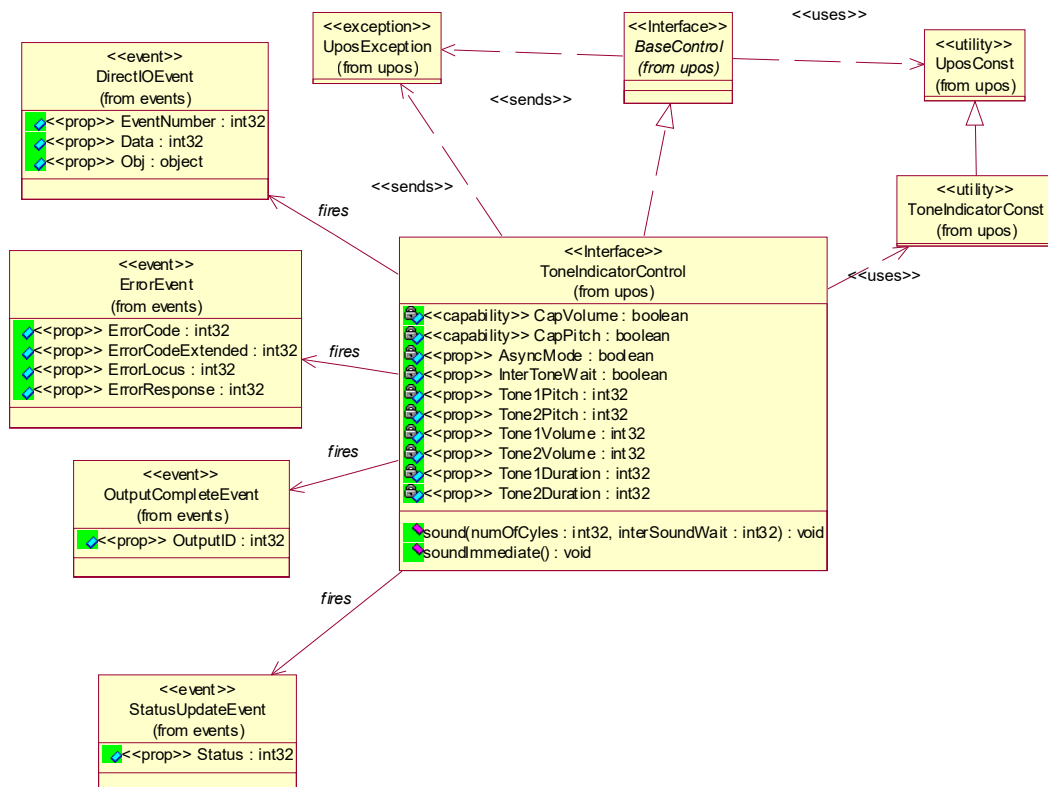 <<uses>>
<<exception>>
UposException
(from upos)
<<Interface>>
BaseControl
(from upos)
<<utility>>
UposConst
(from upos)
<<event>>
DirectIOEvent
(from events)
<<prop>> EventNumber : int32
<<prop>> Data : int32
<<prop>> Obj : object
<<sends>>
<<sends>>
<<utility>>
ToneIndicatorConst
(from upos)
fires
<<event>>
ErrorEvent
(from events)
<<prop>> ErrorCode : int32
<<prop>> ErrorCodeExtended : int32
<<prop>> ErrorLocus : int32
<<prop>> ErrorResponse : int32
fires
<<Interface>>
ToneIndicatorControl
(from upos)
<<capability>> CapVolume : boolean
<<capability>> CapPitch : boolean
<<prop>> AsyncMode : boolean
<<prop>> InterToneWait : boolean
<<prop>> Tone1Pitch : int32
<<prop>> Tone2Pitch : int32
<<prop>> Tone1Volume : int32
<<prop>> Tone2Volume : int32
<<prop>> Tone1Duration : int32
<<prop>> Tone2Duration : int32
sound(numOfCyles : int32, interSoundWait : int32) : void
soundImmediate() : void
<<uses>>
fires
<<event>>
OutputCompleteEvent
(from events)
<<prop>> OutputID : int32
fires
<<event>>
StatusUpdateEvent
(from events)
<<prop>> Status : int32